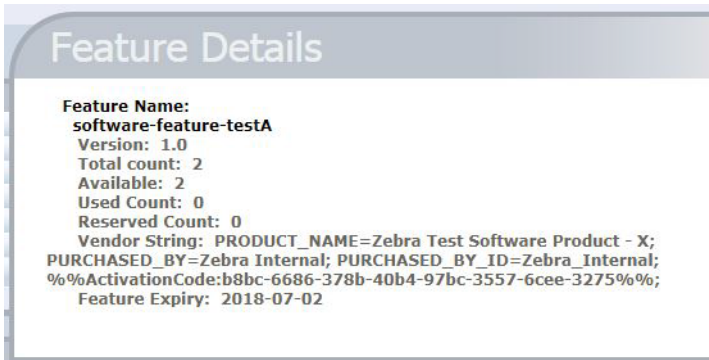 Feature Details
Feature Name:
software-feature-testA
Version: 1.0
Total count: 2
Available: 2
Used Count: 0
Reserved Count: 0
Vendor String: PRODUCT_NAME=Zebra Test Software Product - X;
PURCHASED_BY=Zebra Internal; PURCHASED_BY_ID=Zebra_Internal;
%%ActivationCode:b8bc-6686-378b-40b4-97bc-3557-6cee-3275%%;
Feature Expiry: 2018-07-02